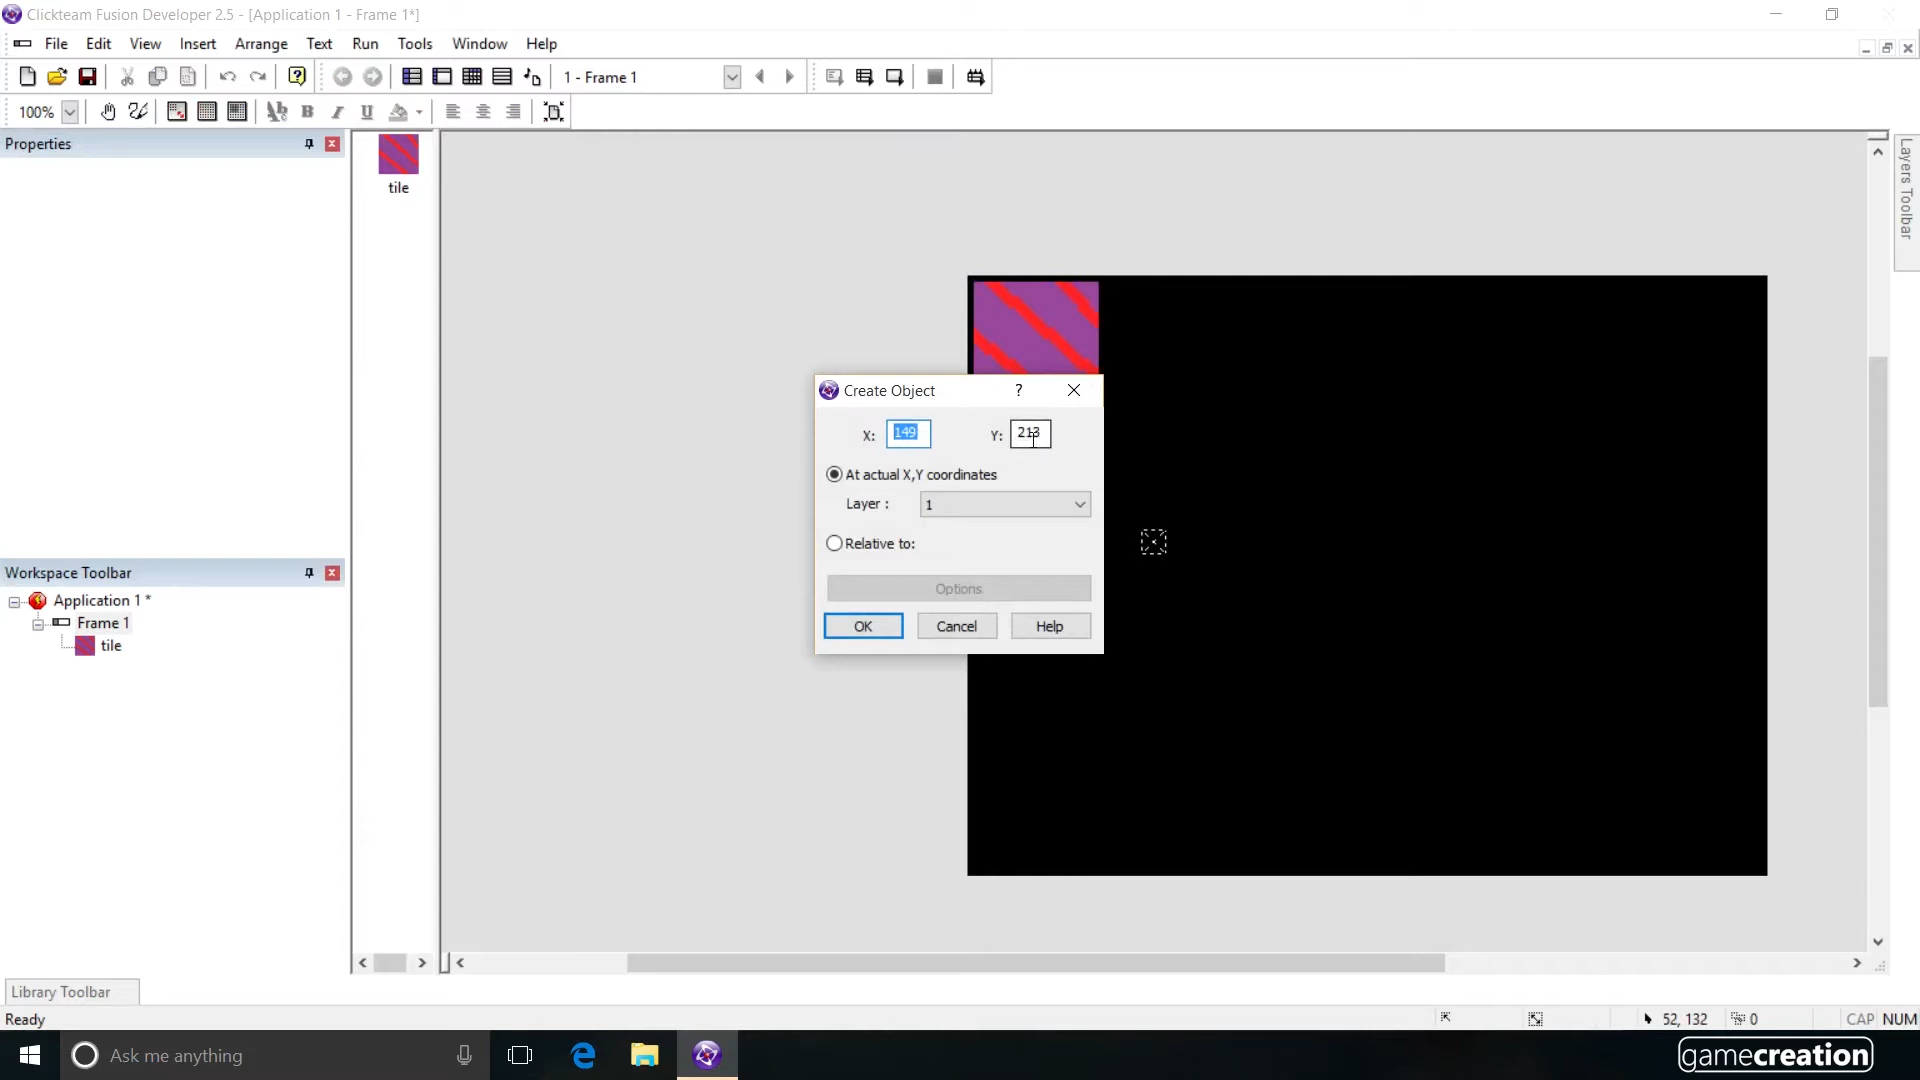 Clickteam Fusion Developer 2.5 - [Application 1 - Frame 1*]
File Edit View Insert Arrange Text Run Tools Window Help
1 - Frame 1
100%
Properties
tile
Layers Toolbar
Create Object ?
X: 149 Y: 213
At actual X,Y coordinates
Layer : 1
Relative to:
Options
OK Cancel Help
Workspace Toolbar
Application 1 *
Frame 1
tile
Library Toolbar
Ready 52, 132 0 CAP NUM
Ask me anything
gamecreation